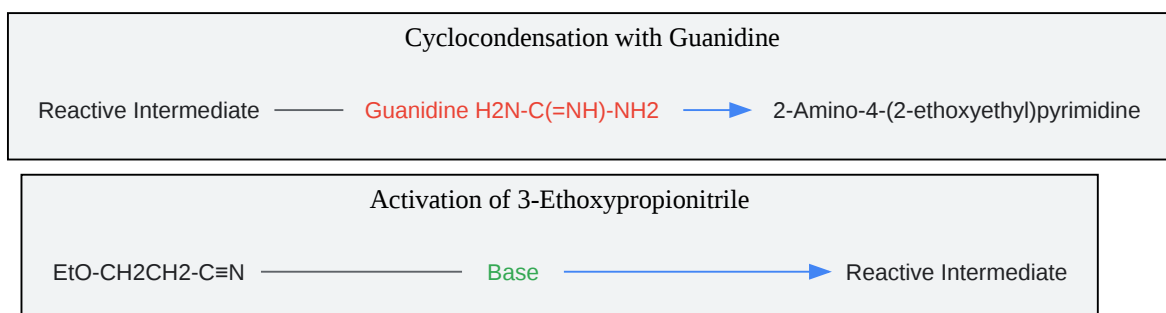 Cyclocondensation with Guanidine
Reactive Intermediate Guanidine H2N-C(=NH)-NH2 2-Amino-4-(2-ethoxyethyl)pyrimidine
Activation of 3-Ethoxypropionitrile
EtO-CH2CH2-C≡N Base Reactive Intermediate